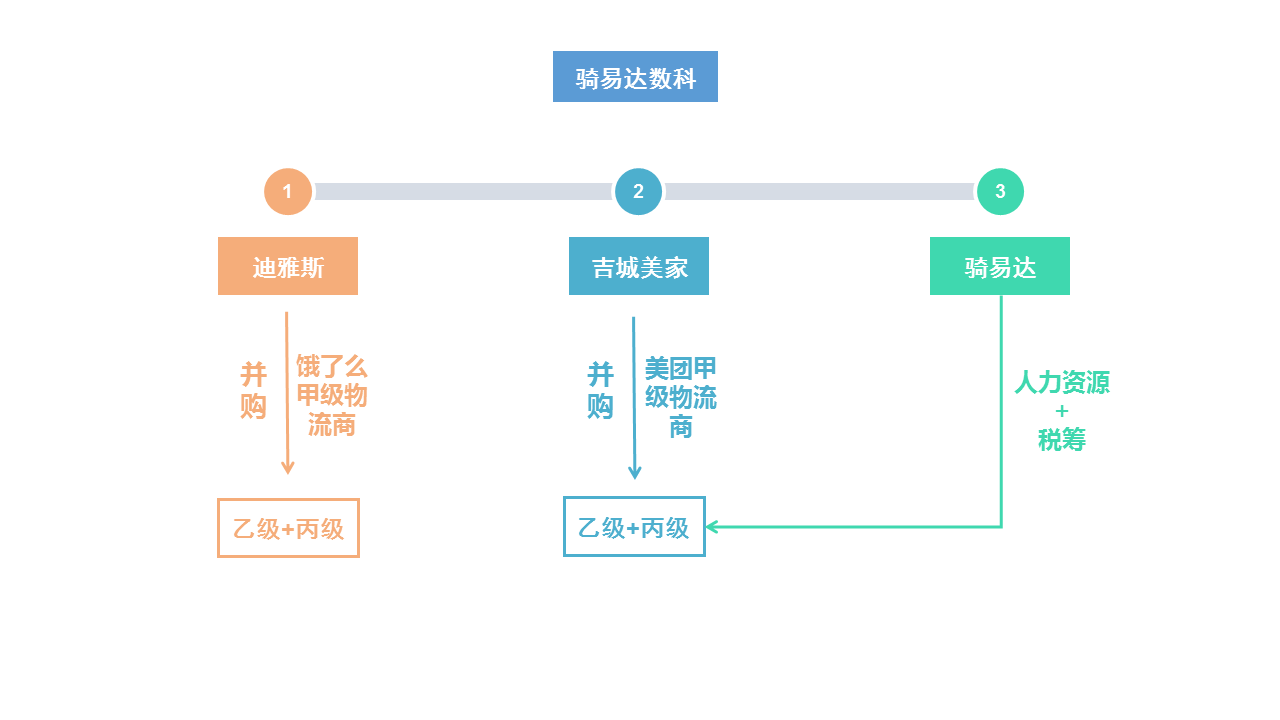 骑易达数科
1
2
3
迪雅斯
吉城美家
骑易达
并
购
饿了么
甲级物
流商
并
购
美团甲
级物流
商
人力资源
+
税筹
乙级+丙级
乙级+丙级